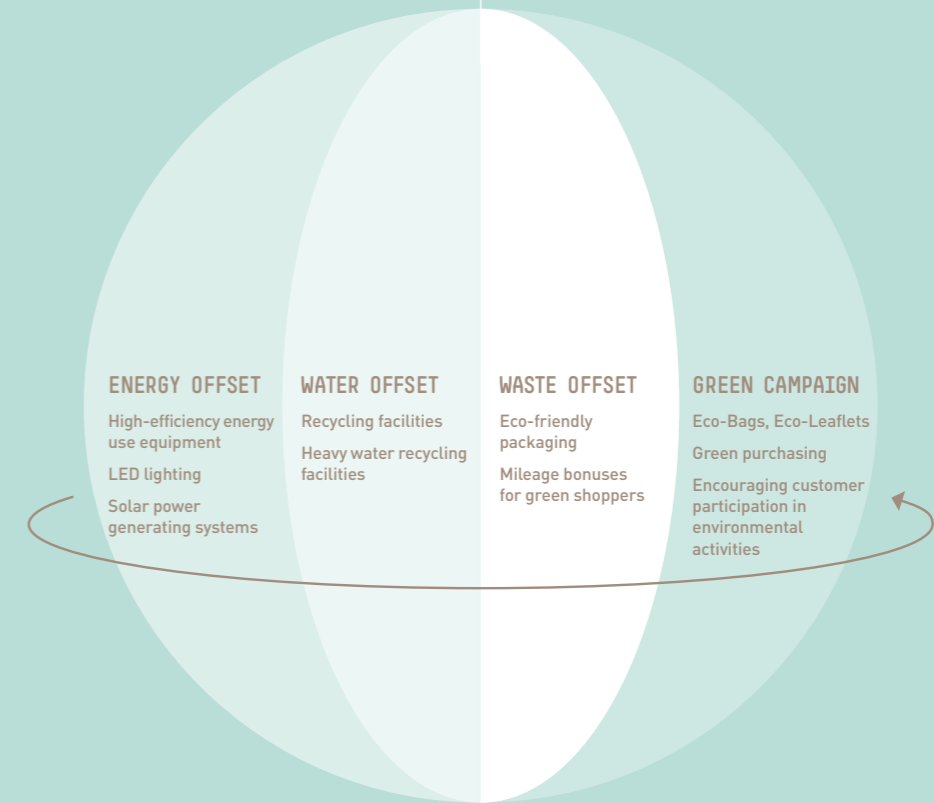 ENERGY OFFSET
High-efficiency energy
use equipment
LED lighting
Solar power
generating systems
WATER OFFSET
Recycling facilities
Heavy water recycling
facilities
WASTE OFFSET
Eco-friendly
packaging
Mileage bonuses
for green shoppers
GREEN CAMPAIGN
Eco-Bags, Eco-Leaflets
Green purchasing
Encouraging customer
participation in
environmental
activities